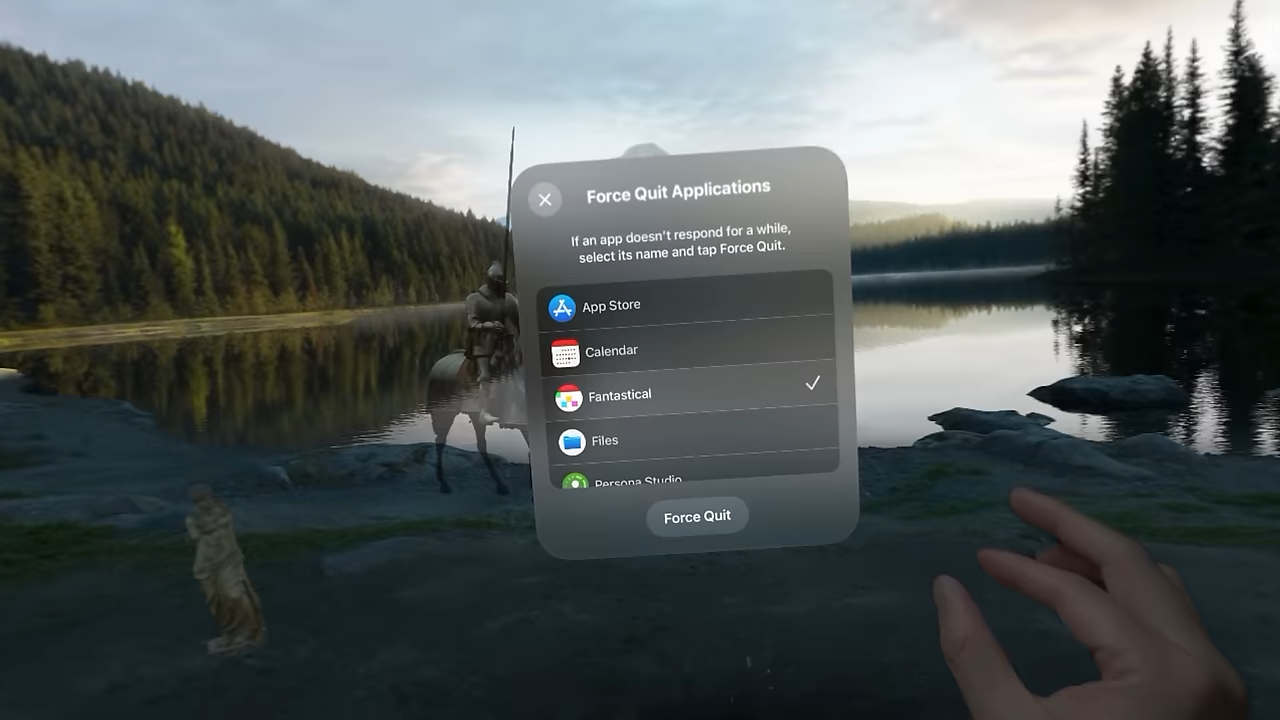 Force Quit Applications
If an app doesn't respond for a while,
select its name and tap Force Quit.
App Store
Calendar
Fantastical
Files
Persona Studio
Force Quit